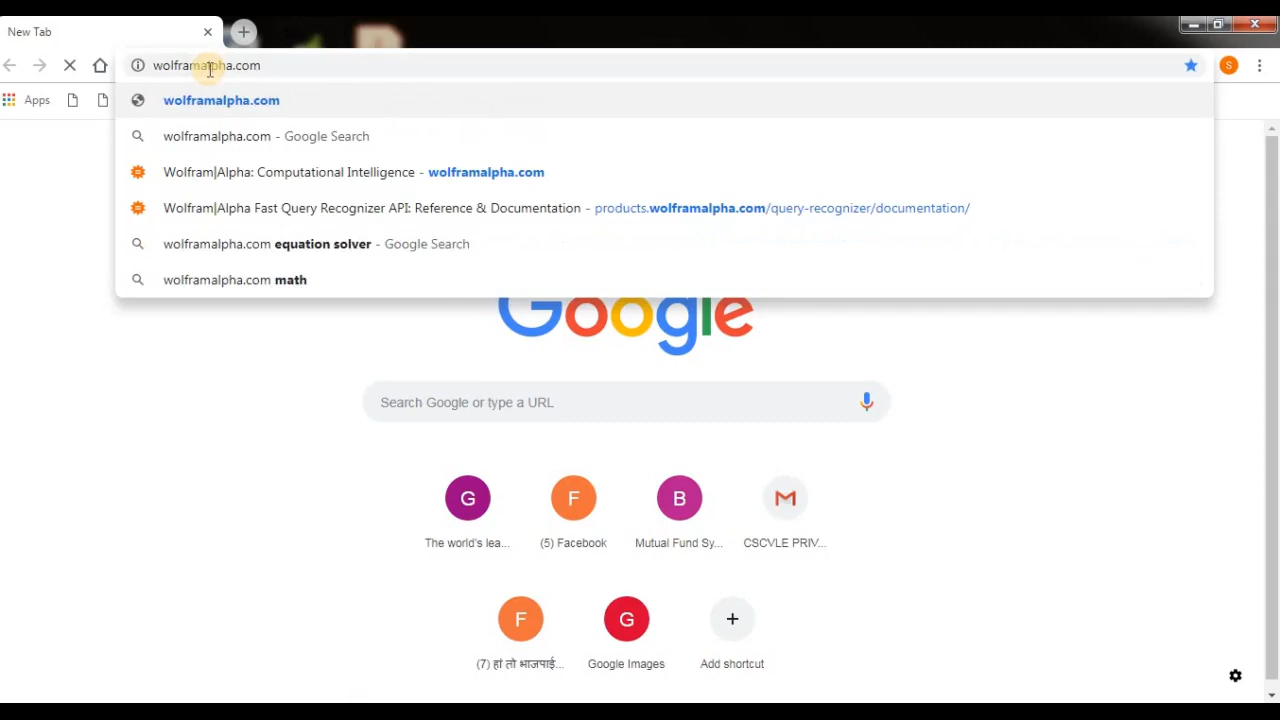 New Tab
wolframalpha.com
Apps
wolframalpha.com
wolframalpha.com - Google Search
Wolfram|Alpha: Computational Intelligence - wolframalpha.com
Wolfram|Alpha Fast Query Recognizer API: Reference & Documentation - products.wolframalpha.com/query-recognizer/documentation/
wolframalpha.com equation solver - Google Search
wolframalpha.com math
Google
Search Google or type a URL
G F B
The world's lea... (5) Facebook Mutual Fund Sy... CSCVLE PRIV...
F G
(7) हां तो भाजपाई... Google Images Add shortcut
S